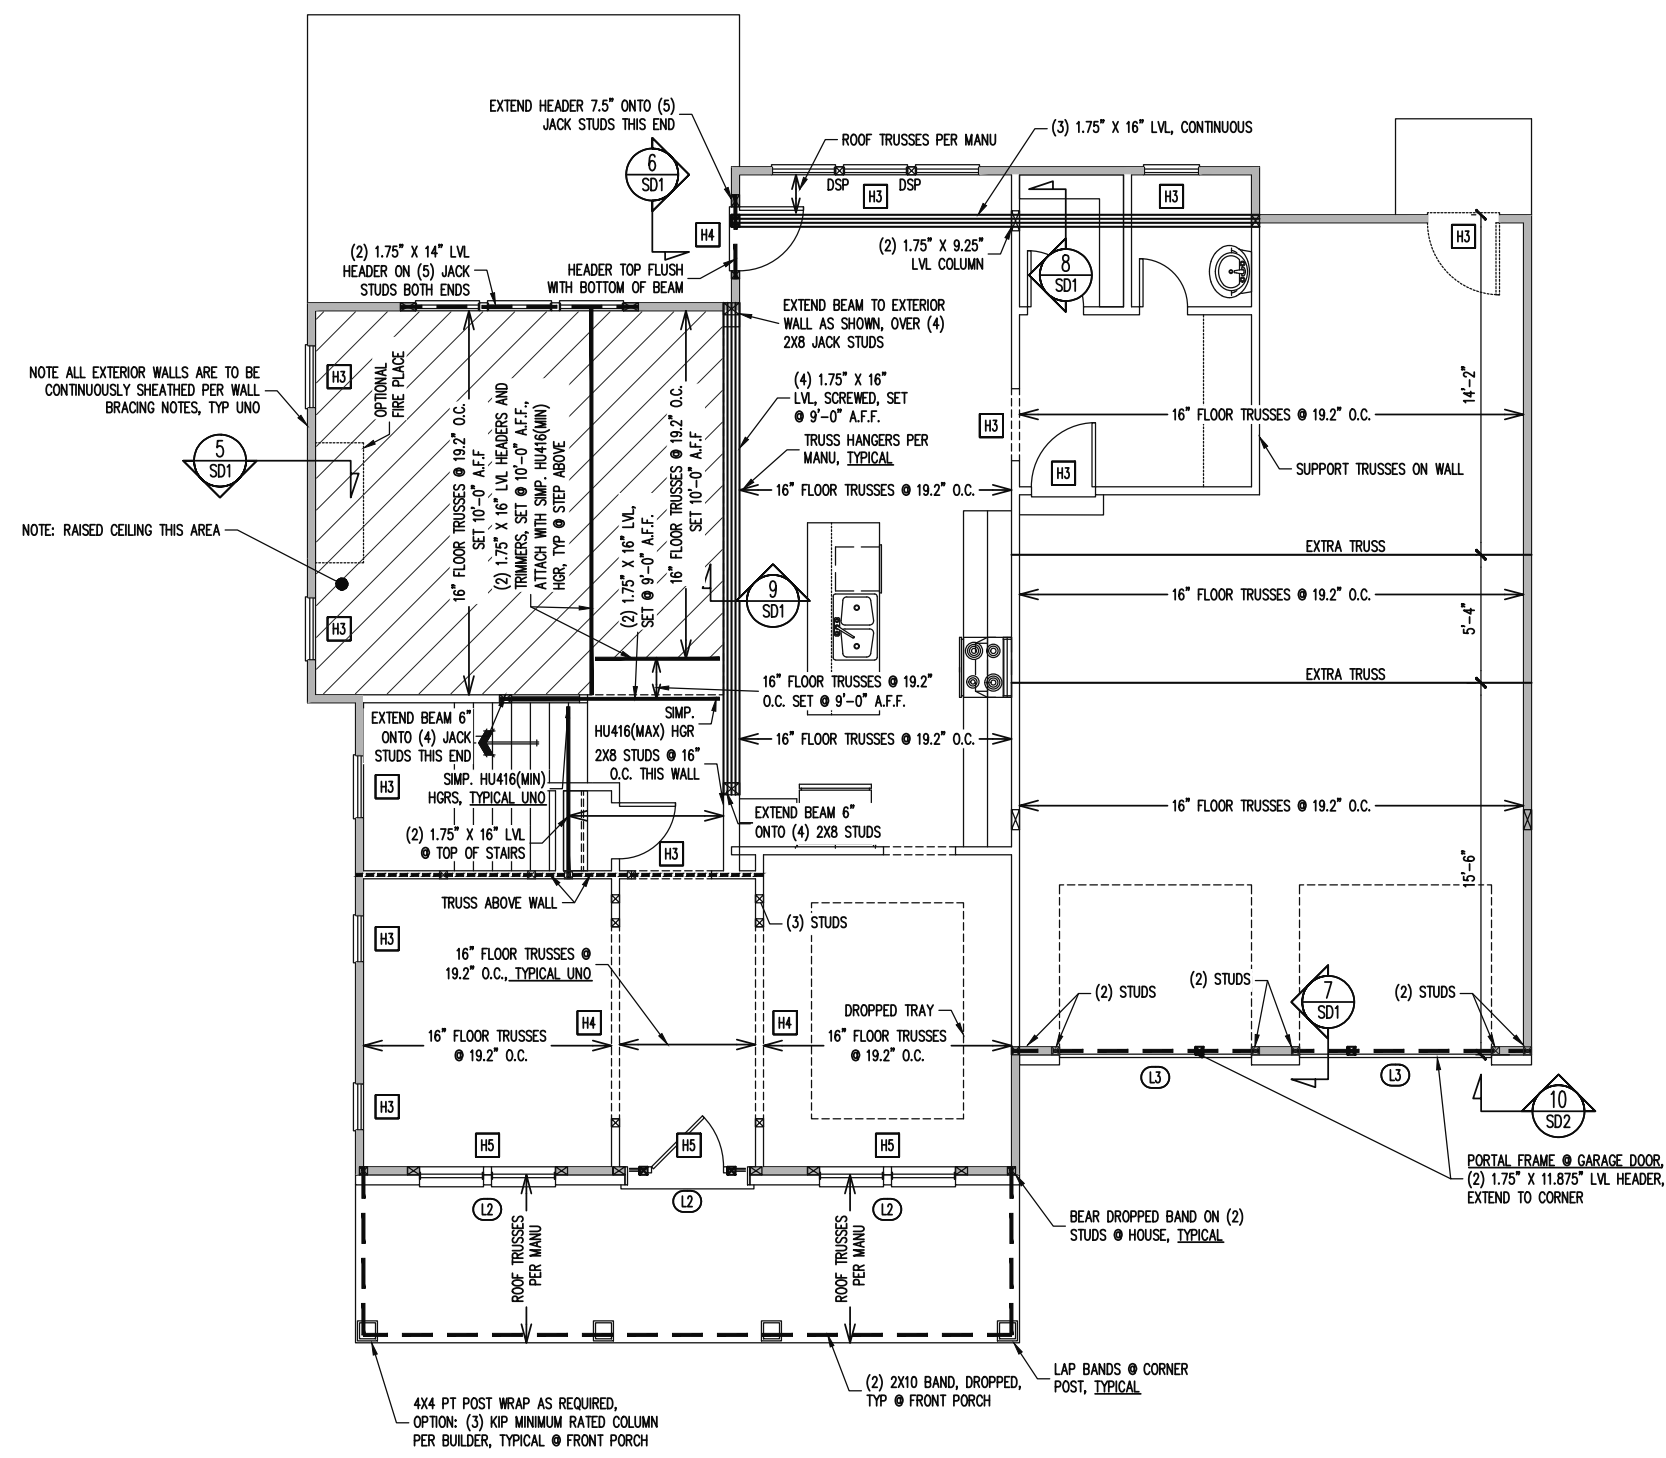 EXTEND HEADER 7.5" ONTO (5)
JACK STUDS THIS END
6
SD1
ROOF TRUSSES PER MANU
(3) 1.75" X 16" LVL, CONTINUOUS
DSP
DSP
H3
H3
H4
(2) 1.75" X 9.25"
LVL COLUMN
H3
8
SD1
(2) 1.75" X 14" LVL
HEADER ON (5) JACK
STUDS BOTH ENDS
HEADER TOP FLUSH
WITH BOTTOM OF BEAM
EXTEND BEAM TO EXTERIOR
WALL AS SHOWN, OVER (4)
2X8 JACK STUDS
NOTE ALL EXTERIOR WALLS ARE TO BE
CONTINUOUSLY SHEATHED PER WALL
BRACING NOTES, TYP UNO
H3
OPTIONAL
FIRE PLACE
16" FLOOR TRUSSES @ 19.2" O.C.
SET 10'-0" A.F.F
(2) 1.75" X 16" LVL HEADERS AND
TRIMMERS, SET @ 10'-0" A.F.F.,
ATTACH WITH SIMP. HU416(MIN)
HGR, TYP @ STEP ABOVE
(2) 1.75" X 16" LVL,
SET @ 9'-0" A.F.F.
16" FLOOR TRUSSES @ 19.2" O.C.
SET 10'-0" A.F.F
(4) 1.75" X 16"
LVL, SCREWED, SET
@ 9'-0" A.F.F.
TRUSS HANGERS PER
MANU, TYPICAL
H3
H3
16" FLOOR TRUSSES @ 19.2" O.C.
14'-2"
SUPPORT TRUSSES ON WALL
5
SD1
16" FLOOR TRUSSES @ 19.2" O.C.
NOTE: RAISED CEILING THIS AREA
EXTRA TRUSS
9
SD1
16" FLOOR TRUSSES @ 19.2" O.C.
5'-4"
H3
EXTRA TRUSS
16" FLOOR TRUSSES @ 19.2"
O.C. SET @ 9'-0" A.F.F.
SIMP.
HU416(MAX) HGR
EXTEND BEAM 6"
ONTO (4) JACK
STUDS THIS END
16" FLOOR TRUSSES @ 19.2" O.C.
2X8 STUDS @ 16"
O.C. THIS WALL
H3
SIMP. HU416(MIN)
HGRS, TYPICAL UNO
(2) 1.75" X 16" LVL
@ TOP OF STAIRS
EXTEND BEAM 6"
ONTO (4) 2X8 STUDS
16" FLOOR TRUSSES @ 19.2" O.C.
H3
15'-6"
TRUSS ABOVE WALL
(3) STUDS
H3
16" FLOOR TRUSSES @
19.2" O.C., TYPICAL UNO
(2) STUDS
(2) STUDS
(2) STUDS
7
SD1
DROPPED TRAY
H4
H4
16" FLOOR TRUSSES
@ 19.2" O.C.
16" FLOOR TRUSSES
@ 19.2" O.C.
L3
L3
H3
10
SD2
H5
H5
H5
PORTAL FRAME @ GARAGE DOOR,
(2) 1.75" X 11.875" LVL HEADER,
EXTEND TO CORNER
L2
L2
L2
BEAR DROPPED BAND ON (2)
STUDS @ HOUSE, TYPICAL
ROOF TRUSSES
PER MANU
ROOF TRUSSES
PER MANU
LAP BANDS @ CORNER
POST, TYPICAL
(2) 2X10 BAND, DROPPED,
TYP @ FRONT PORCH
4X4 PT POST WRAP AS REQUIRED,
OPTION: (3) KIP MINIMUM RATED COLUMN
PER BUILDER, TYPICAL @ FRONT PORCH